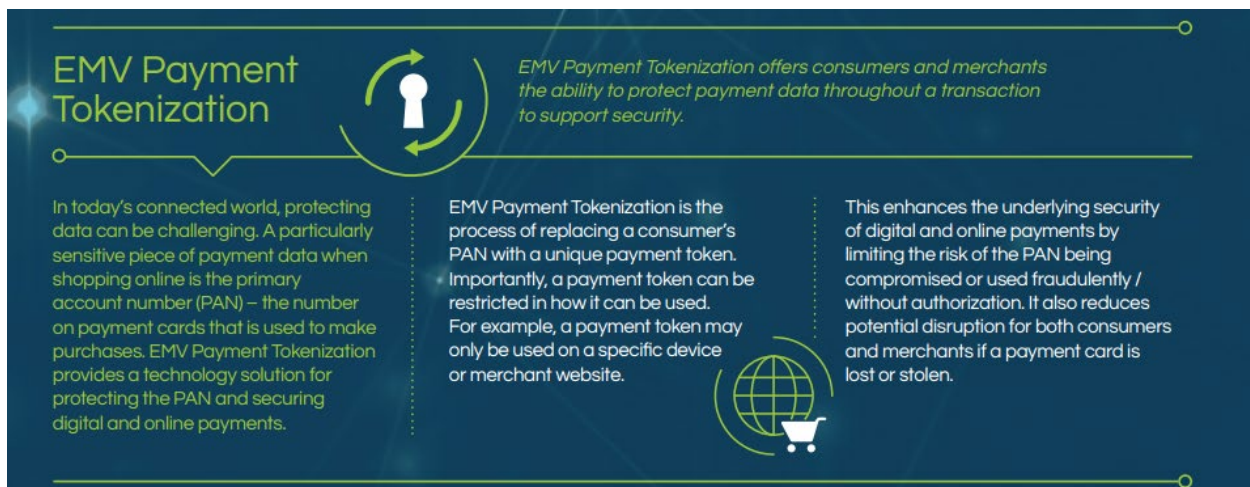 EMV Payment
Tokenization
EMV Payment Tokenization offers consumers and merchants
the ability to protect payment data throughout a transaction
to support security.
In today's connected world, protecting
data can be challenging. A particularly
sensitive piece of payment data when
shopping online is the primary
account number (PAN) – the number
on payment cards that is used to make
purchases. EMV Payment Tokenization
provides a technology solution for
protecting the PAN and securing
digital and online payments.
EMV Payment Tokenization is the
process of replacing a consumer's
PAN with a unique payment token.
Importantly, a payment token can be
restricted in how it can be used.
For example, a payment token may
only be used on a specific device
or merchant website.
This enhances the underlying security
of digital and online payments by
limiting the risk of the PAN being
compromised or used fraudulently /
without authorization. It also reduces
potential disruption for both consumers
and merchants if a payment card is
lost or stolen.